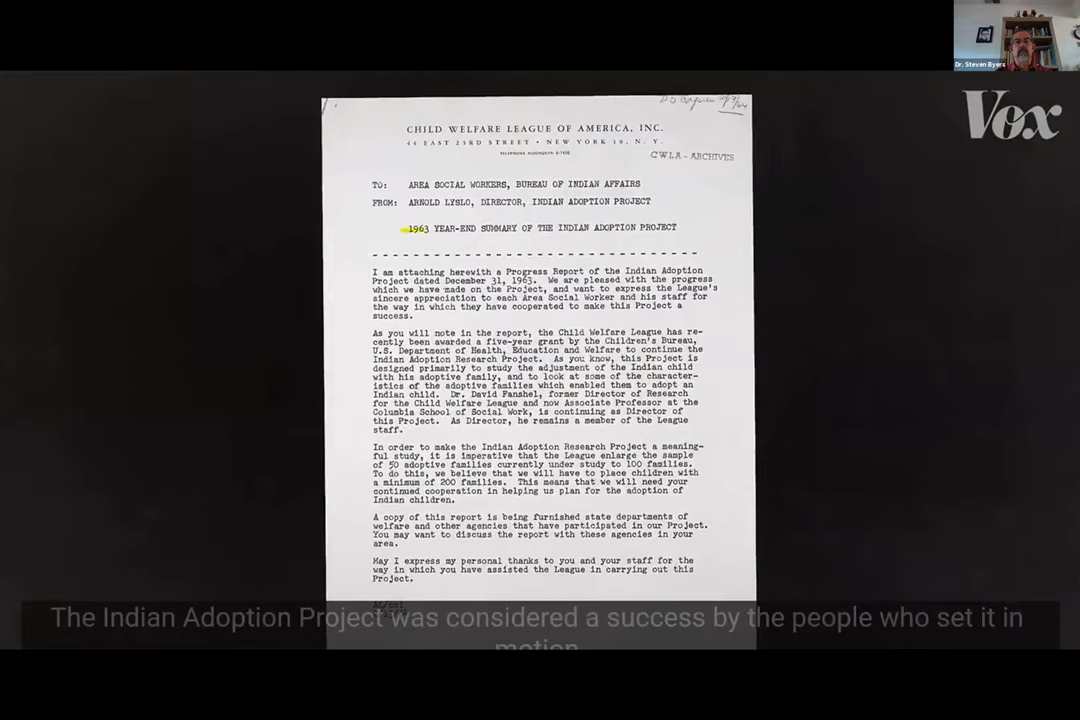 Dr. Steven Byers
Vox
CHILD WELFARE LEAGUE OF AMERICA, INC.
44 EAST 23RD STREET • NEW YORK 10, N. Y.
CWLA - ARCHIVES
TO: AREA SOCIAL WORKERS, BUREAU OF INDIAN AFFAIRS
FROM: ARNOLD LYSLO, DIRECTOR, INDIAN ADOPTION PROJECT
1963 YEAR-END SUMMARY OF THE INDIAN ADOPTION PROJECT
I am attaching herewith a Progress Report of the Indian Adoption
Project dated December 31, 1963. We are pleased with the progress
which we have made on the Project, and want to express the League's
sincere appreciation to each Area Social Worker and his staff for
the way in which they have cooperated to make this Project a
success.
As you will note in the report, the Child Welfare League has re-
cently been awarded a five-year grant by the Children's Bureau,
U.S. Department of Health, Education and Welfare to continue the
Indian Adoption Research Project. As you know, this Project is
designed primarily to study the adjustment of the Indian child
with his adoptive family, and to look at some of the character-
istics of the adoptive families which enabled them to adopt an
Indian child. Dr. David Fanshel, former Director of Research
for the Child Welfare League and now Associate Professor at the
Columbia School of Social Work, is continuing as Director of
this Project. As Director, he remains a member of the League
staff.
In order to make the Indian Adoption Research Project a meaning-
ful study, it is imperative that the League enlarge the sample
of 50 adoptive families currently under study to 100 families.
To do this, we believe that we will have to place children with
a minimum of 200 families. This means that we will need your
continued cooperation in helping us plan for the adoption of
Indian children.
A copy of this report is being furnished state departments of
welfare and other agencies that have participated in our Project.
You may want to discuss the report with these agencies in your
area.
May I express my personal thanks to you and your staff for the
way in which you have assisted the League in carrying out this
Project.
The Indian Adoption Project was considered a success by the people who set it in
motion